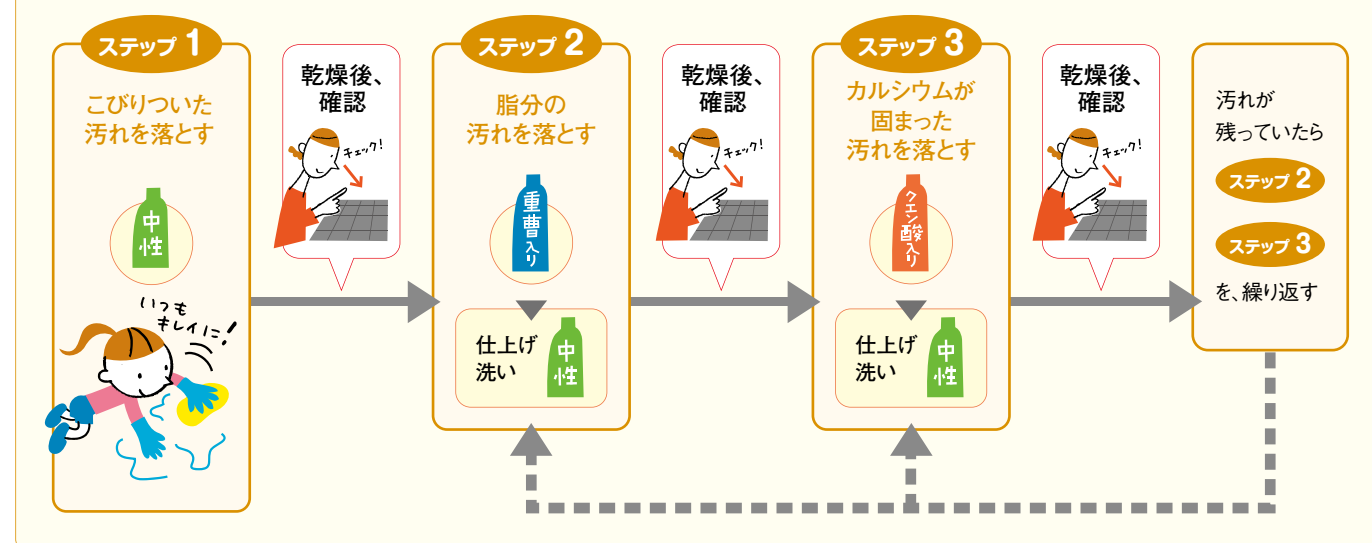 ステップ 1
こびりついた
汚れを落とす
中性
いつも
キレイに!
乾燥後、
確認
チェック!
ステップ 2
脂分の
汚れを落とす
重曹入り
仕上げ
洗い
中性
乾燥後、
確認
チェック!
ステップ 3
カルシウムが
固まった
汚れを落とす
クエン酸入り
仕上げ
洗い
中性
乾燥後、
確認
チェック!
汚れが
残っていたら
ステップ 2
ステップ 3
を、繰り返す